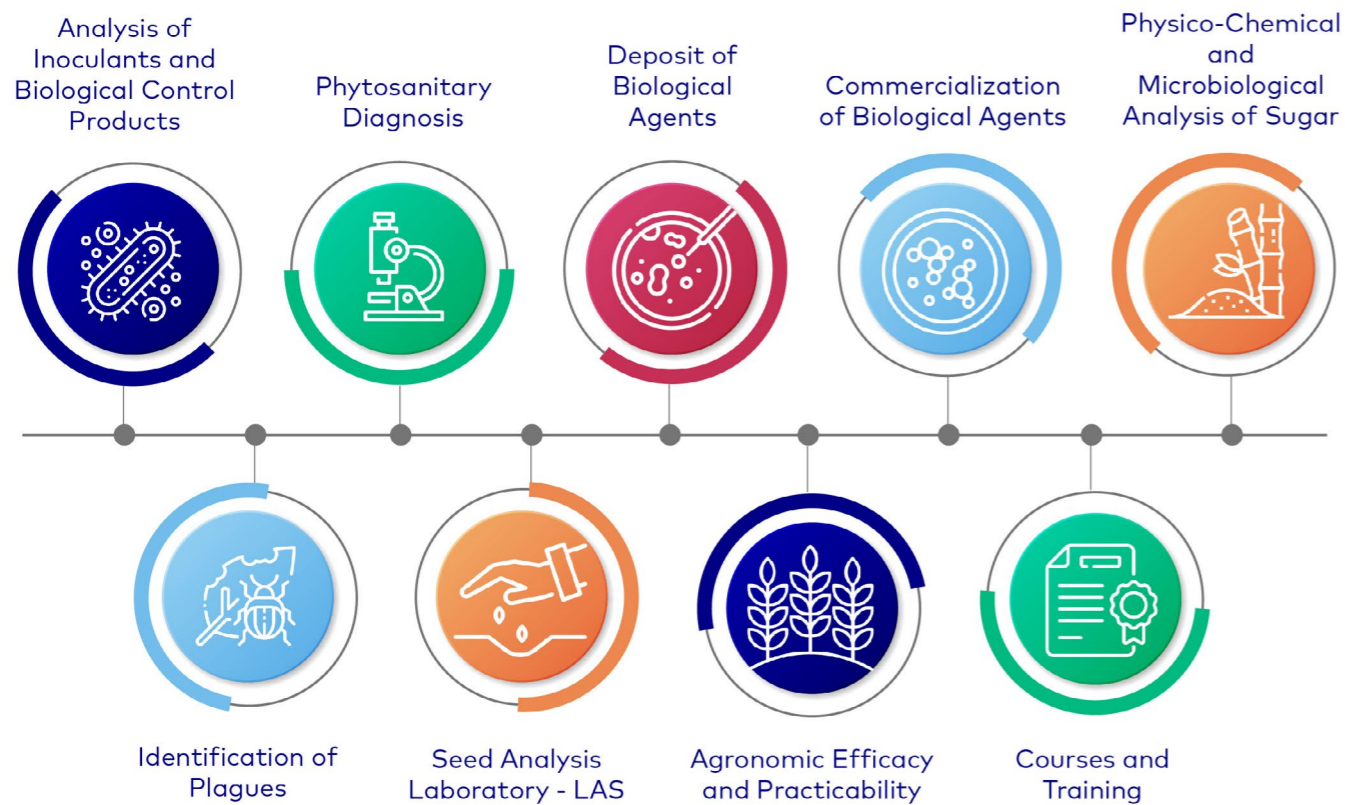 Analysis of
Inoculants and
Biological Control
Products
Phytosanitary
Diagnosis
Deposit of
Biological
Agents
Commercialization
of Biological Agents
Physico-Chemical
and
Microbiological
Analysis of Sugar
Identification of
Plagues
Seed Analysis
Laboratory - LAS
Agronomic Efficacy
and Practicability
Courses and
Training